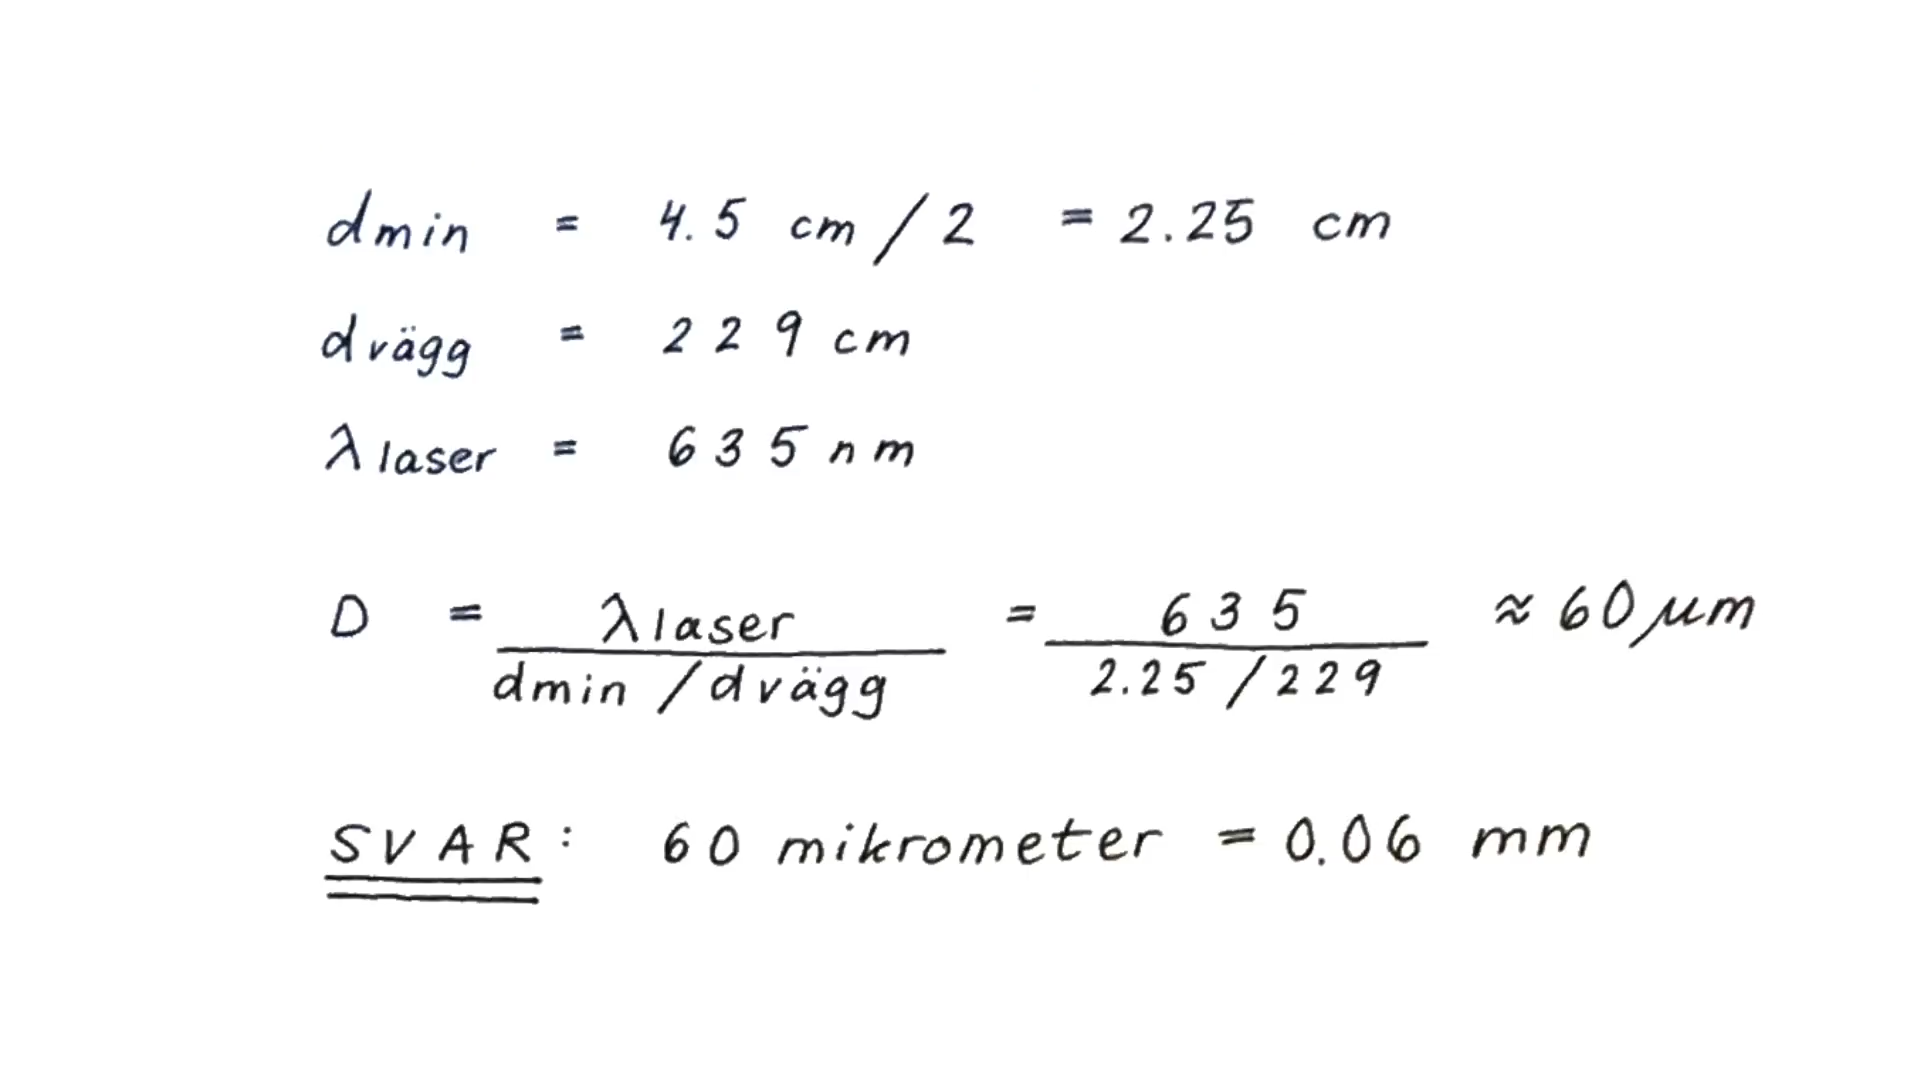 dmin = 4.5 cm / 2 = 2.25 cm
dvägg = 229 cm
λlaser = 635 nm
D = λlaser / (dmin / dvägg) = 635 / (2.25 / 229) ≈ 60 μm
SVAR: 60 mikrometer = 0.06 mm